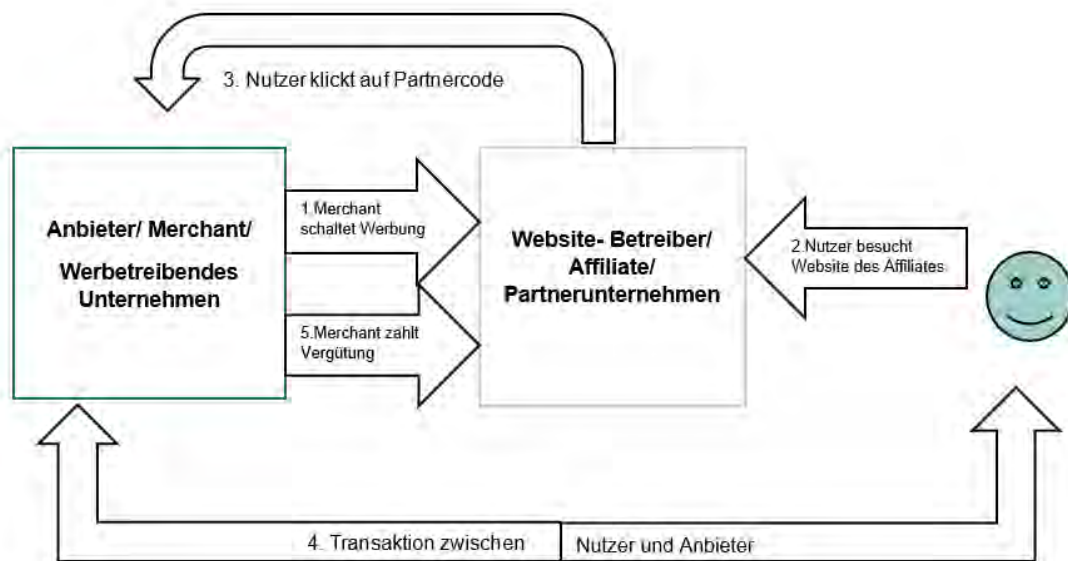 3. Nutzer klickt auf Partnercode
Anbieter/ Merchant/
Werbetreibendes
Unternehmen
1.Merchant
schaltet Werbung
5.Merchant zahlt
Vergütung
Website- Betreiber/
Affiliate/
Partnerunternehmen
2.Nutzer besucht
Website des Affiliates
4. Transaktion zwischen
Nutzer und Anbieter